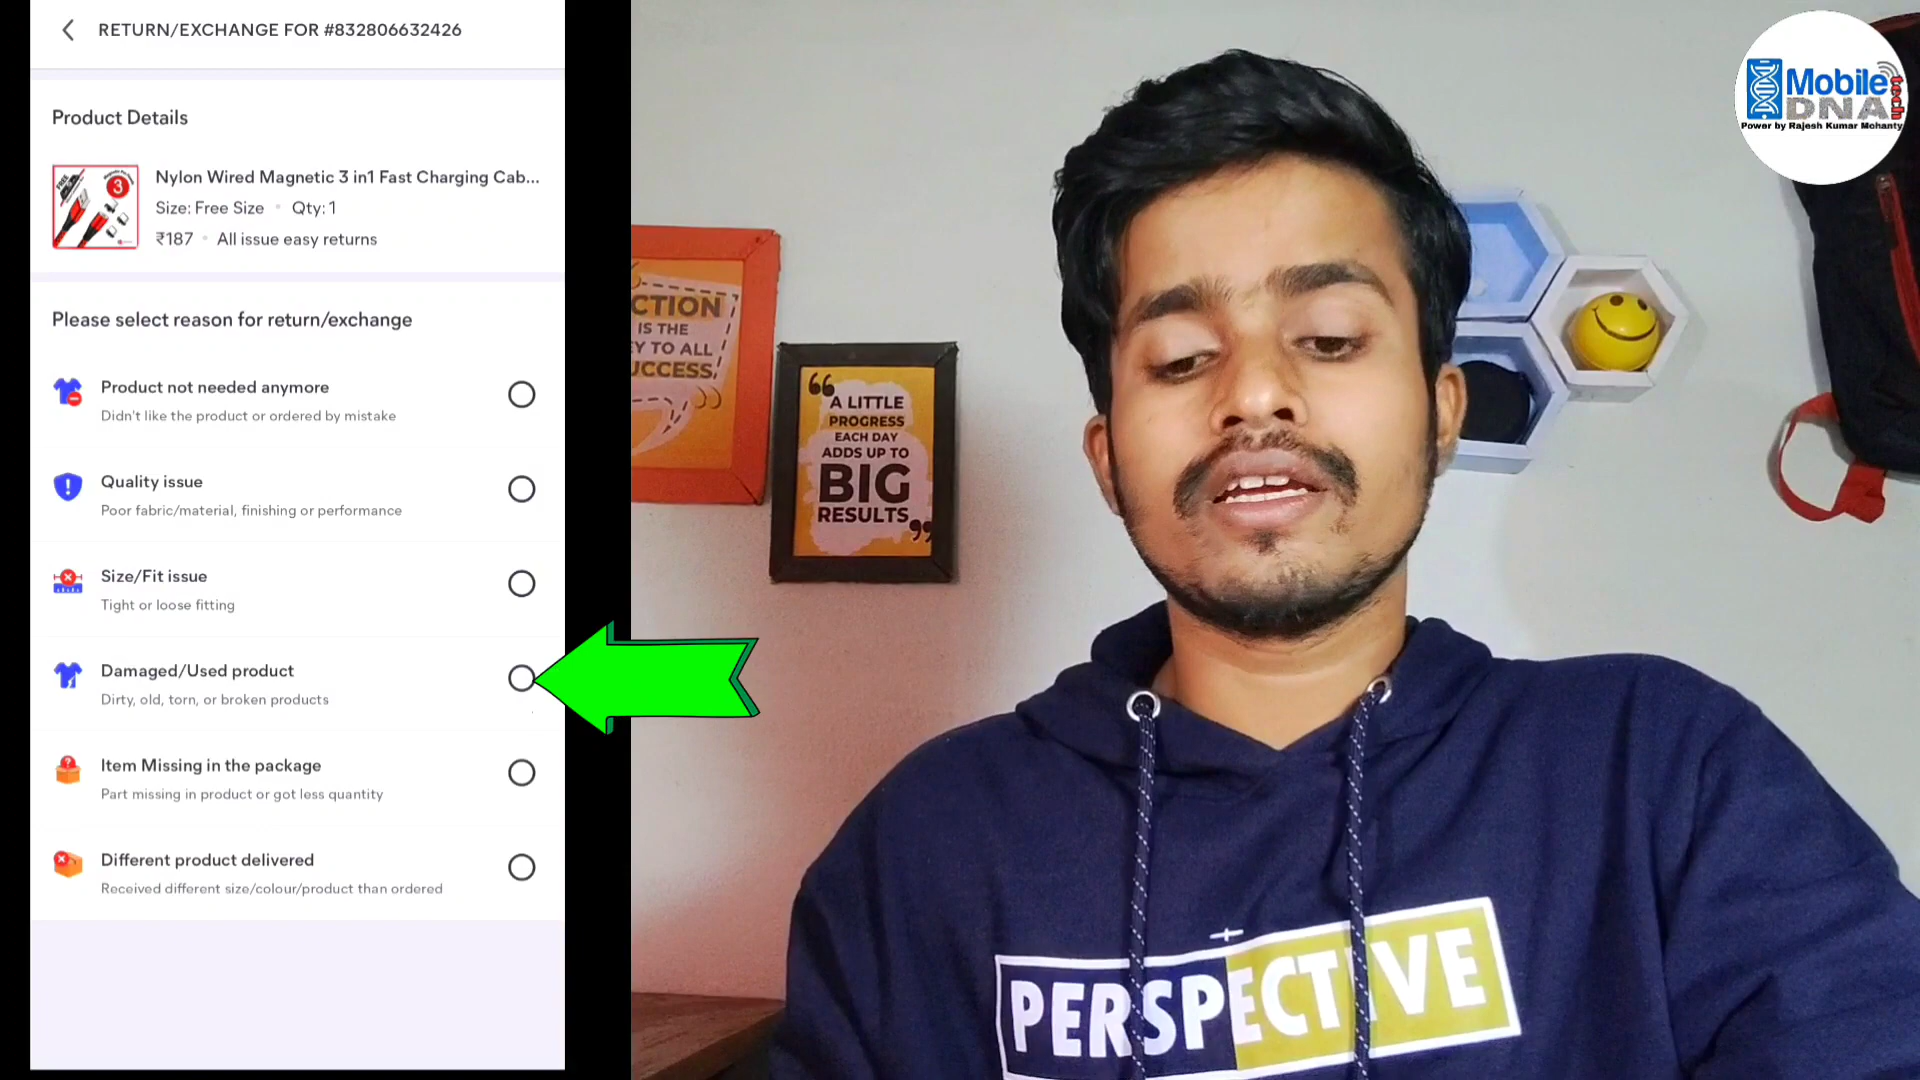 RETURN/EXCHANGE FOR #832806632426
Product Details
FREE
3
Nylon Wired Magnetic 3 in1 Fast Charging Cab...
Size: Free Size • Qty: 1
₹187 • All issue easy returns
Please select reason for return/exchange
Product not needed anymore
Didn't like the product or ordered by mistake
Quality issue
Poor fabric/material, finishing or performance
Size/Fit issue
Tight or loose fitting
Damaged/Used product
Dirty, old, torn, or broken products
Item Missing in the package
Part missing in product or got less quantity
Different product delivered
Received different size/colour/product than ordered
CTION
IS THE
EY TO ALL
UCCESS,
“ A LITTLE
PROGRESS
EACH DAY
ADDS UP TO
BIG
RESULTS ”
PERSPECTIVE
Mobile
DNA tech
Power by Rajesh Kumar Mohanty